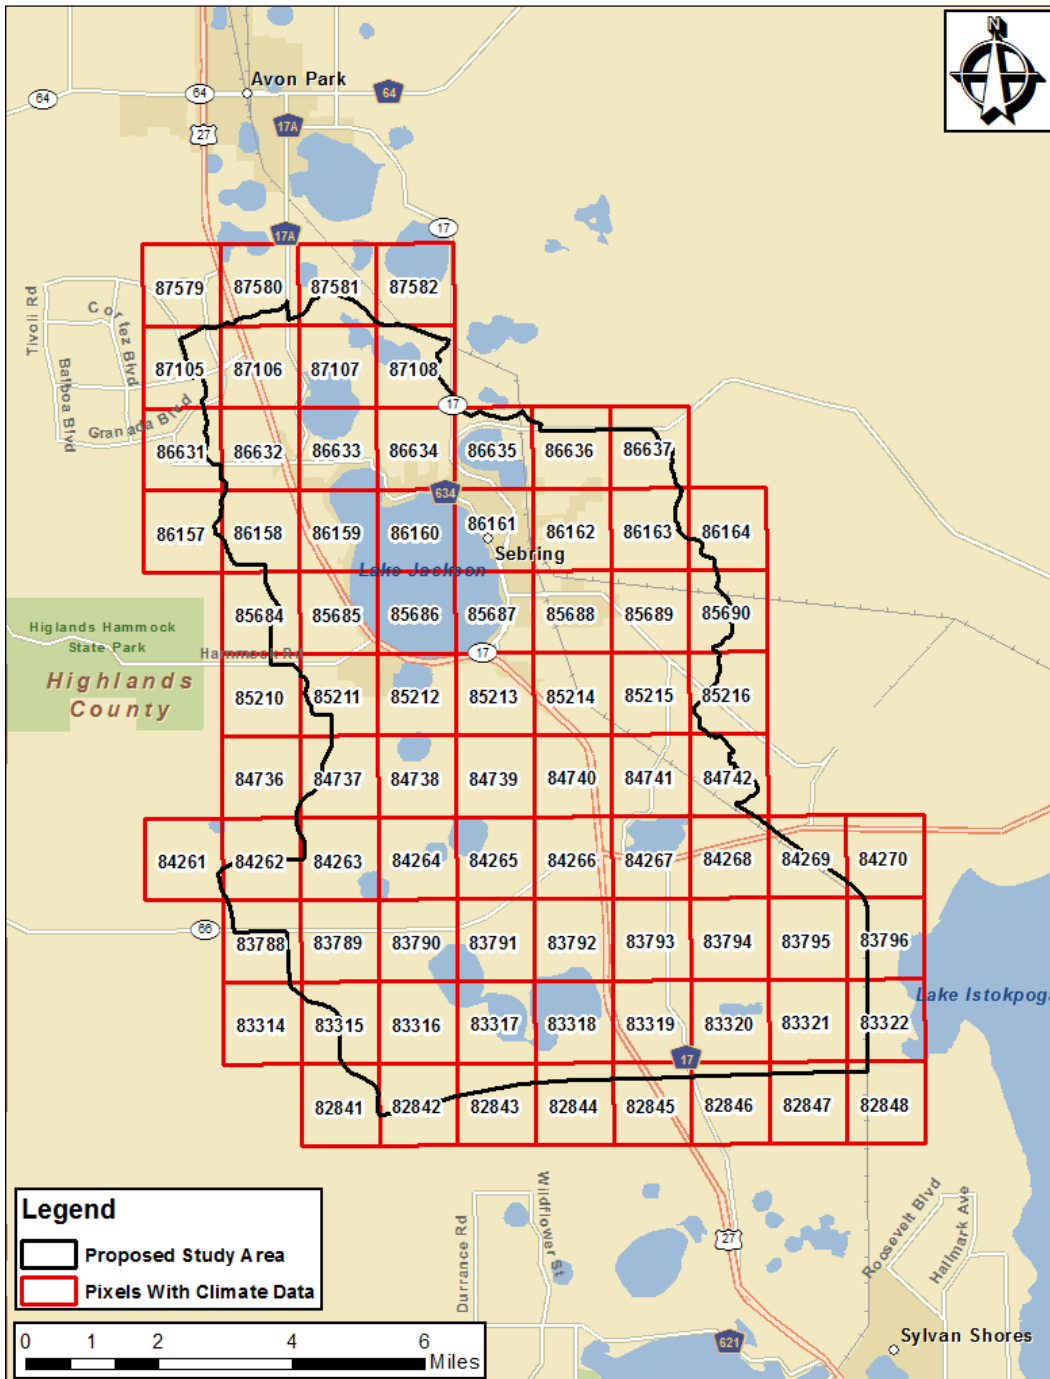 N
Avon Park
64
64
64
17A
27
17
17A
87579 87580 87581 87582
Tivoli Rd
Cortez Blvd
Balboa Blvd
Granada Blvd
87105 87106 87107 87108
17
86631 86632 86633 86634 86635 86636 86637
634
86157 86158 86159 86160 86161 86162 86163 86164
Sebring
Lake Jackson
85684 85685 85686 85687 85688 85689 85690
Higlands Hammock
State Park
Hammock Rd
17
Highlands
County
85210 85211 85212 85213 85214 85215 85216
84736 84737 84738 84739 84740 84741 84742
84261 84262 84263 84264 84265 84266 84267 84268 84269 84270
66
83788 83789 83790 83791 83792 83793 83794 83795 83796
Lake Istokpoga
83314 83315 83316 83317 83318 83319 83320 83321 83322
17
82841 82842 82843 82844 82845 82846 82847 82848
Legend
Proposed Study Area
Pixels With Climate Data
0 1 2 4 6
Miles
Durrance Rd
Wildflower St
27
Roosevelt Blvd
Hallmark Ave
621
Sylvan Shores